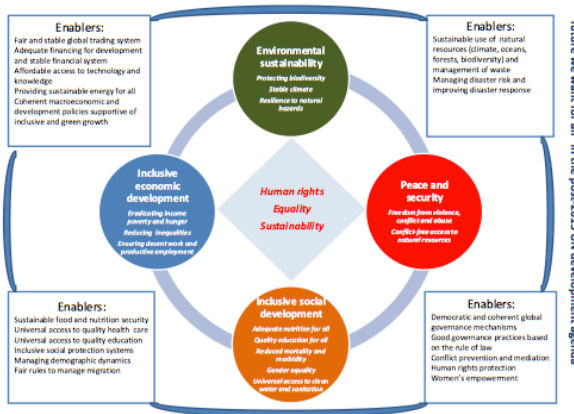 Enablers:
Fair and stable global trading system
Adequate financing for development
and stable financial system
Affordable access to technology and
knowledge
Providing sustainable energy for all
Coherent macroeconomic and
development policies supportive of
inclusive and green growth
Environmental
sustainability
Protecting biodiversity
Stable climate
Resilience to natural
hazards
Enablers:
Sustainable use of natural
resources (climate, oceans,
forests, biodiversity) and
management of waste
Managing disaster risk and
improving disaster response
Inclusive
economic
development
Eradicating income
poverty and hunger
Reducing inequalities
Ensuring decent work and
productive employment
Human rights
Equality
Sustainability
Peace and
security
Freedom from violence,
conflict and abuse
Conflict-free access to
natural resources
Enablers:
Sustainable food and nutrition security
Universal access to quality health care
Universal access to quality education
Inclusive social protection systems
Managing demographic dynamics
Fair rules to manage migration
Inclusive social
development
Adequate nutrition for all
Quality education for all
Reduced mortality and
morbidity
Gender equality
Universal access to clean
water and sanitation
Enablers:
Democratic and coherent global
governance mechanisms
Good governance practices based
on the rule of law
Conflict prevention and mediation
Human rights protection
Women's empowerment